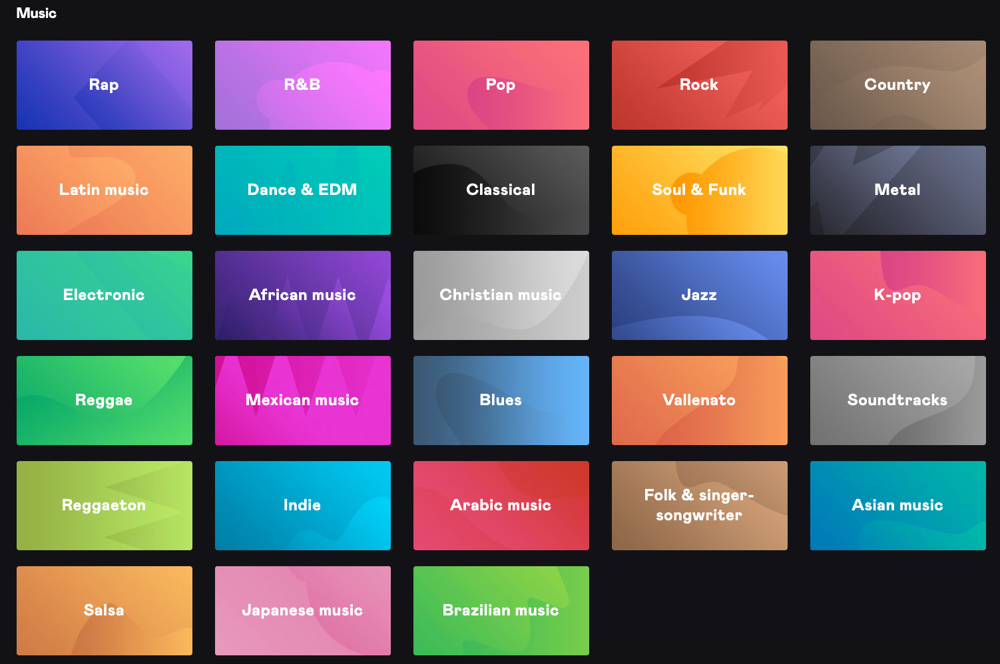 Music
Rap
R&B
Pop
Rock
Country
Latin music
Dance & EDM
Classical
Soul & Funk
Metal
Electronic
African music
Christian music
Jazz
K-pop
Reggae
Mexican music
Blues
Vallenato
Soundtracks
Reggaeton
Indie
Arabic music
Folk & singer-
songwriter
Asian music
Salsa
Japanese music
Brazilian music